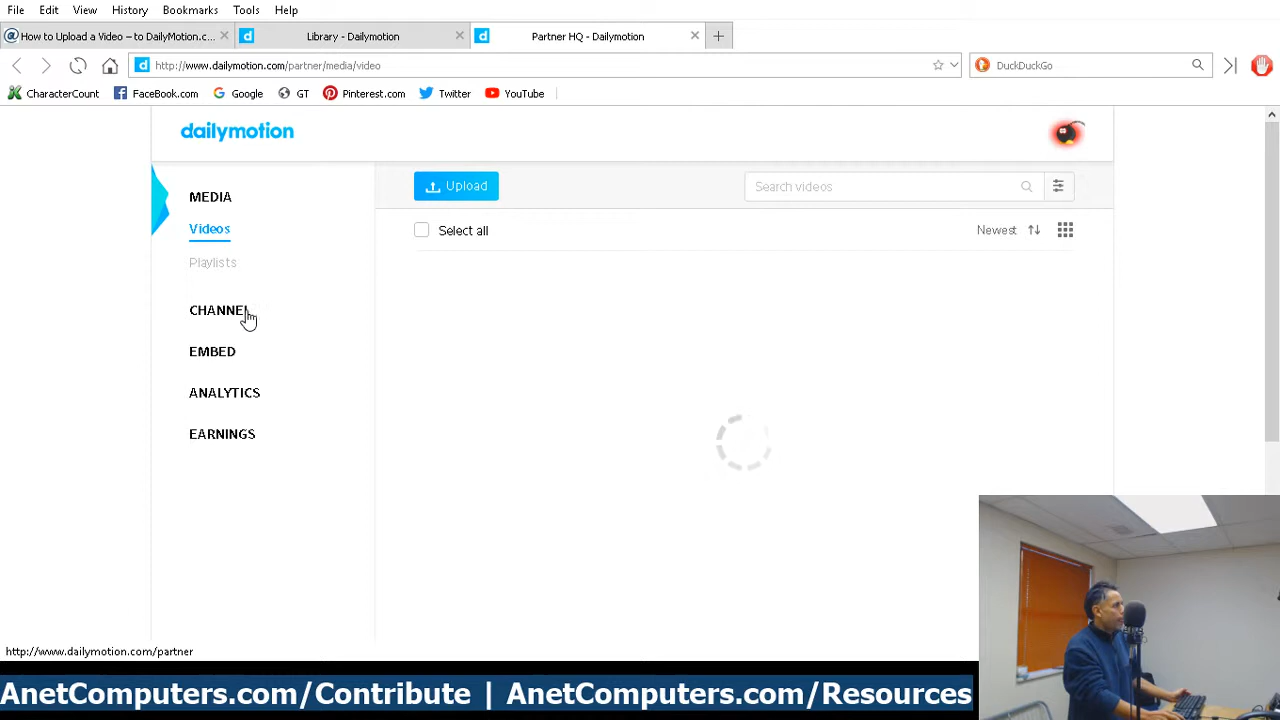 File Edit View History Bookmarks Tools Help
How to Upload a Video – to DailyMotion.c... Library - Dailymotion Partner HQ - Dailymotion
http://www.dailymotion.com/partner/media/video DuckDuckGo
CharacterCount FaceBook.com Google GT Pinterest.com Twitter YouTube
dailymotion
MEDIA
Upload Search videos
Videos
Select all Newest
Playlists
CHANNEL
EMBED
ANALYTICS
EARNINGS
http://www.dailymotion.com/partner
AnetComputers.com/Contribute | AnetComputers.com/Resources